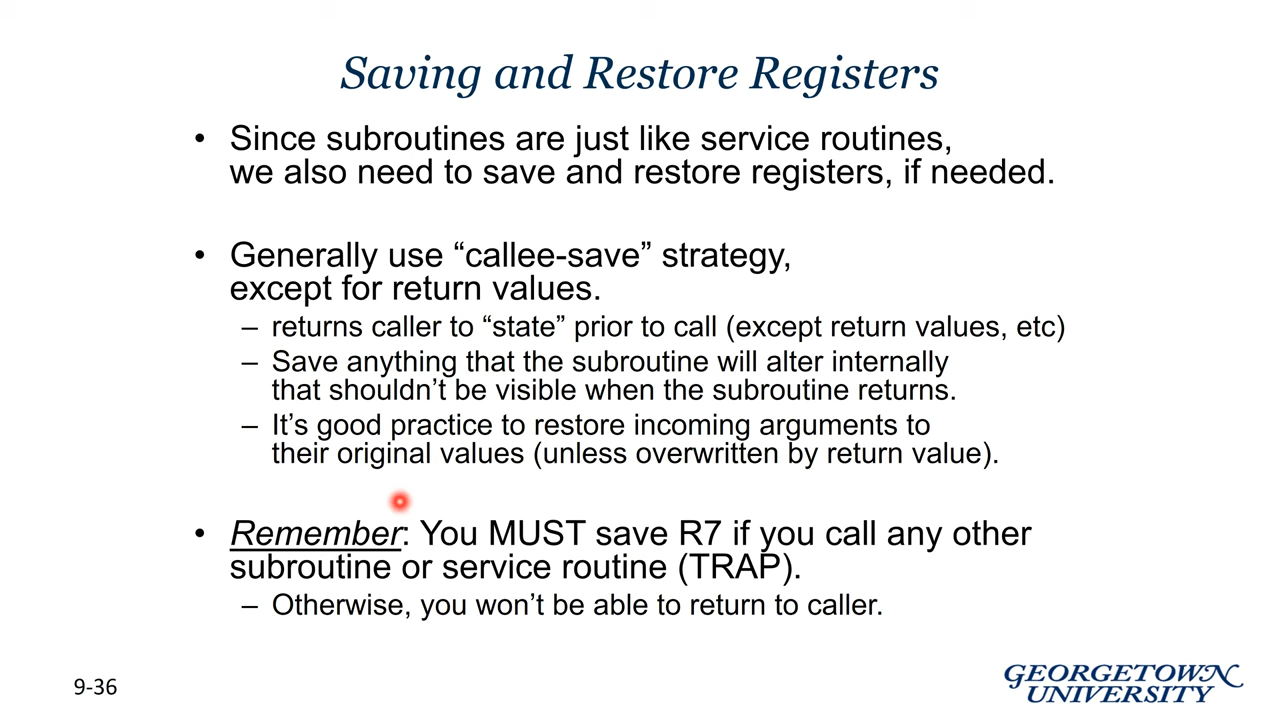 Saving and Restore Registers
• Since subroutines are just like service routines,
we also need to save and restore registers, if needed.
• Generally use “callee-save” strategy,
except for return values.
– returns caller to “state” prior to call (except return values, etc)
– Save anything that the subroutine will alter internally
that shouldn’t be visible when the subroutine returns.
– It’s good practice to restore incoming arguments to
their original values (unless overwritten by return value).
• Remember: You MUST save R7 if you call any other
subroutine or service routine (TRAP).
– Otherwise, you won’t be able to return to caller.
9-36
GEORGETOWN
UNIVERSITY